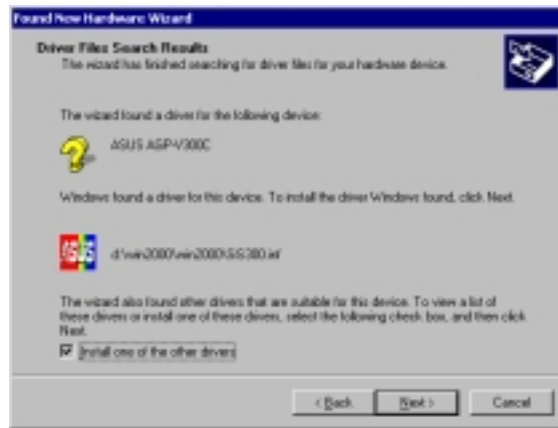 Found New Hardware Wizard
Driver Files Search Results
The wizard has finished searching for driver files for your hardware device.
The wizard found a driver for the following device:
ASUS AGP-V300C
Windows found a driver for this device. To install the driver Windows found, click Next.
ASUS
d:\win2000\win2000\SiS300.inf
The wizard also found other drivers that are suitable for this device. To view a list of
these drivers or install one of these drivers, select the following check box, and then click
Next.
Install one of the other drivers
< Back
Next >
Cancel